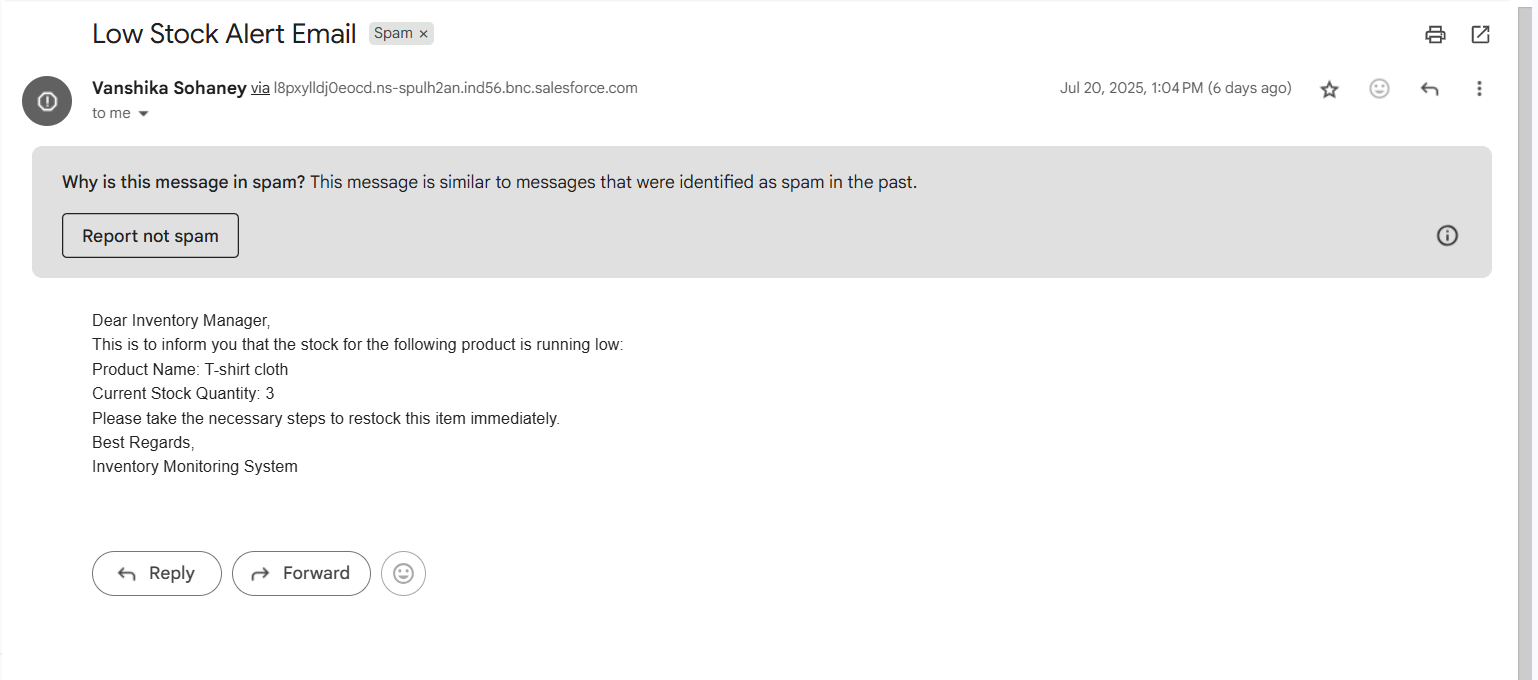 Low Stock Alert Email Spam ×
Vanshika Sohaney via l8pxylldj0eocd.ns-spulh2an.ind56.bnc.salesforce.com Jul 20, 2025, 1:04 PM (6 days ago)
to me
Why is this message in spam? This message is similar to messages that were identified as spam in the past.
Report not spam
Dear Inventory Manager,
This is to inform you that the stock for the following product is running low:
Product Name: T-shirt cloth
Current Stock Quantity: 3
Please take the necessary steps to restock this item immediately.
Best Regards,
Inventory Monitoring System
Reply Forward